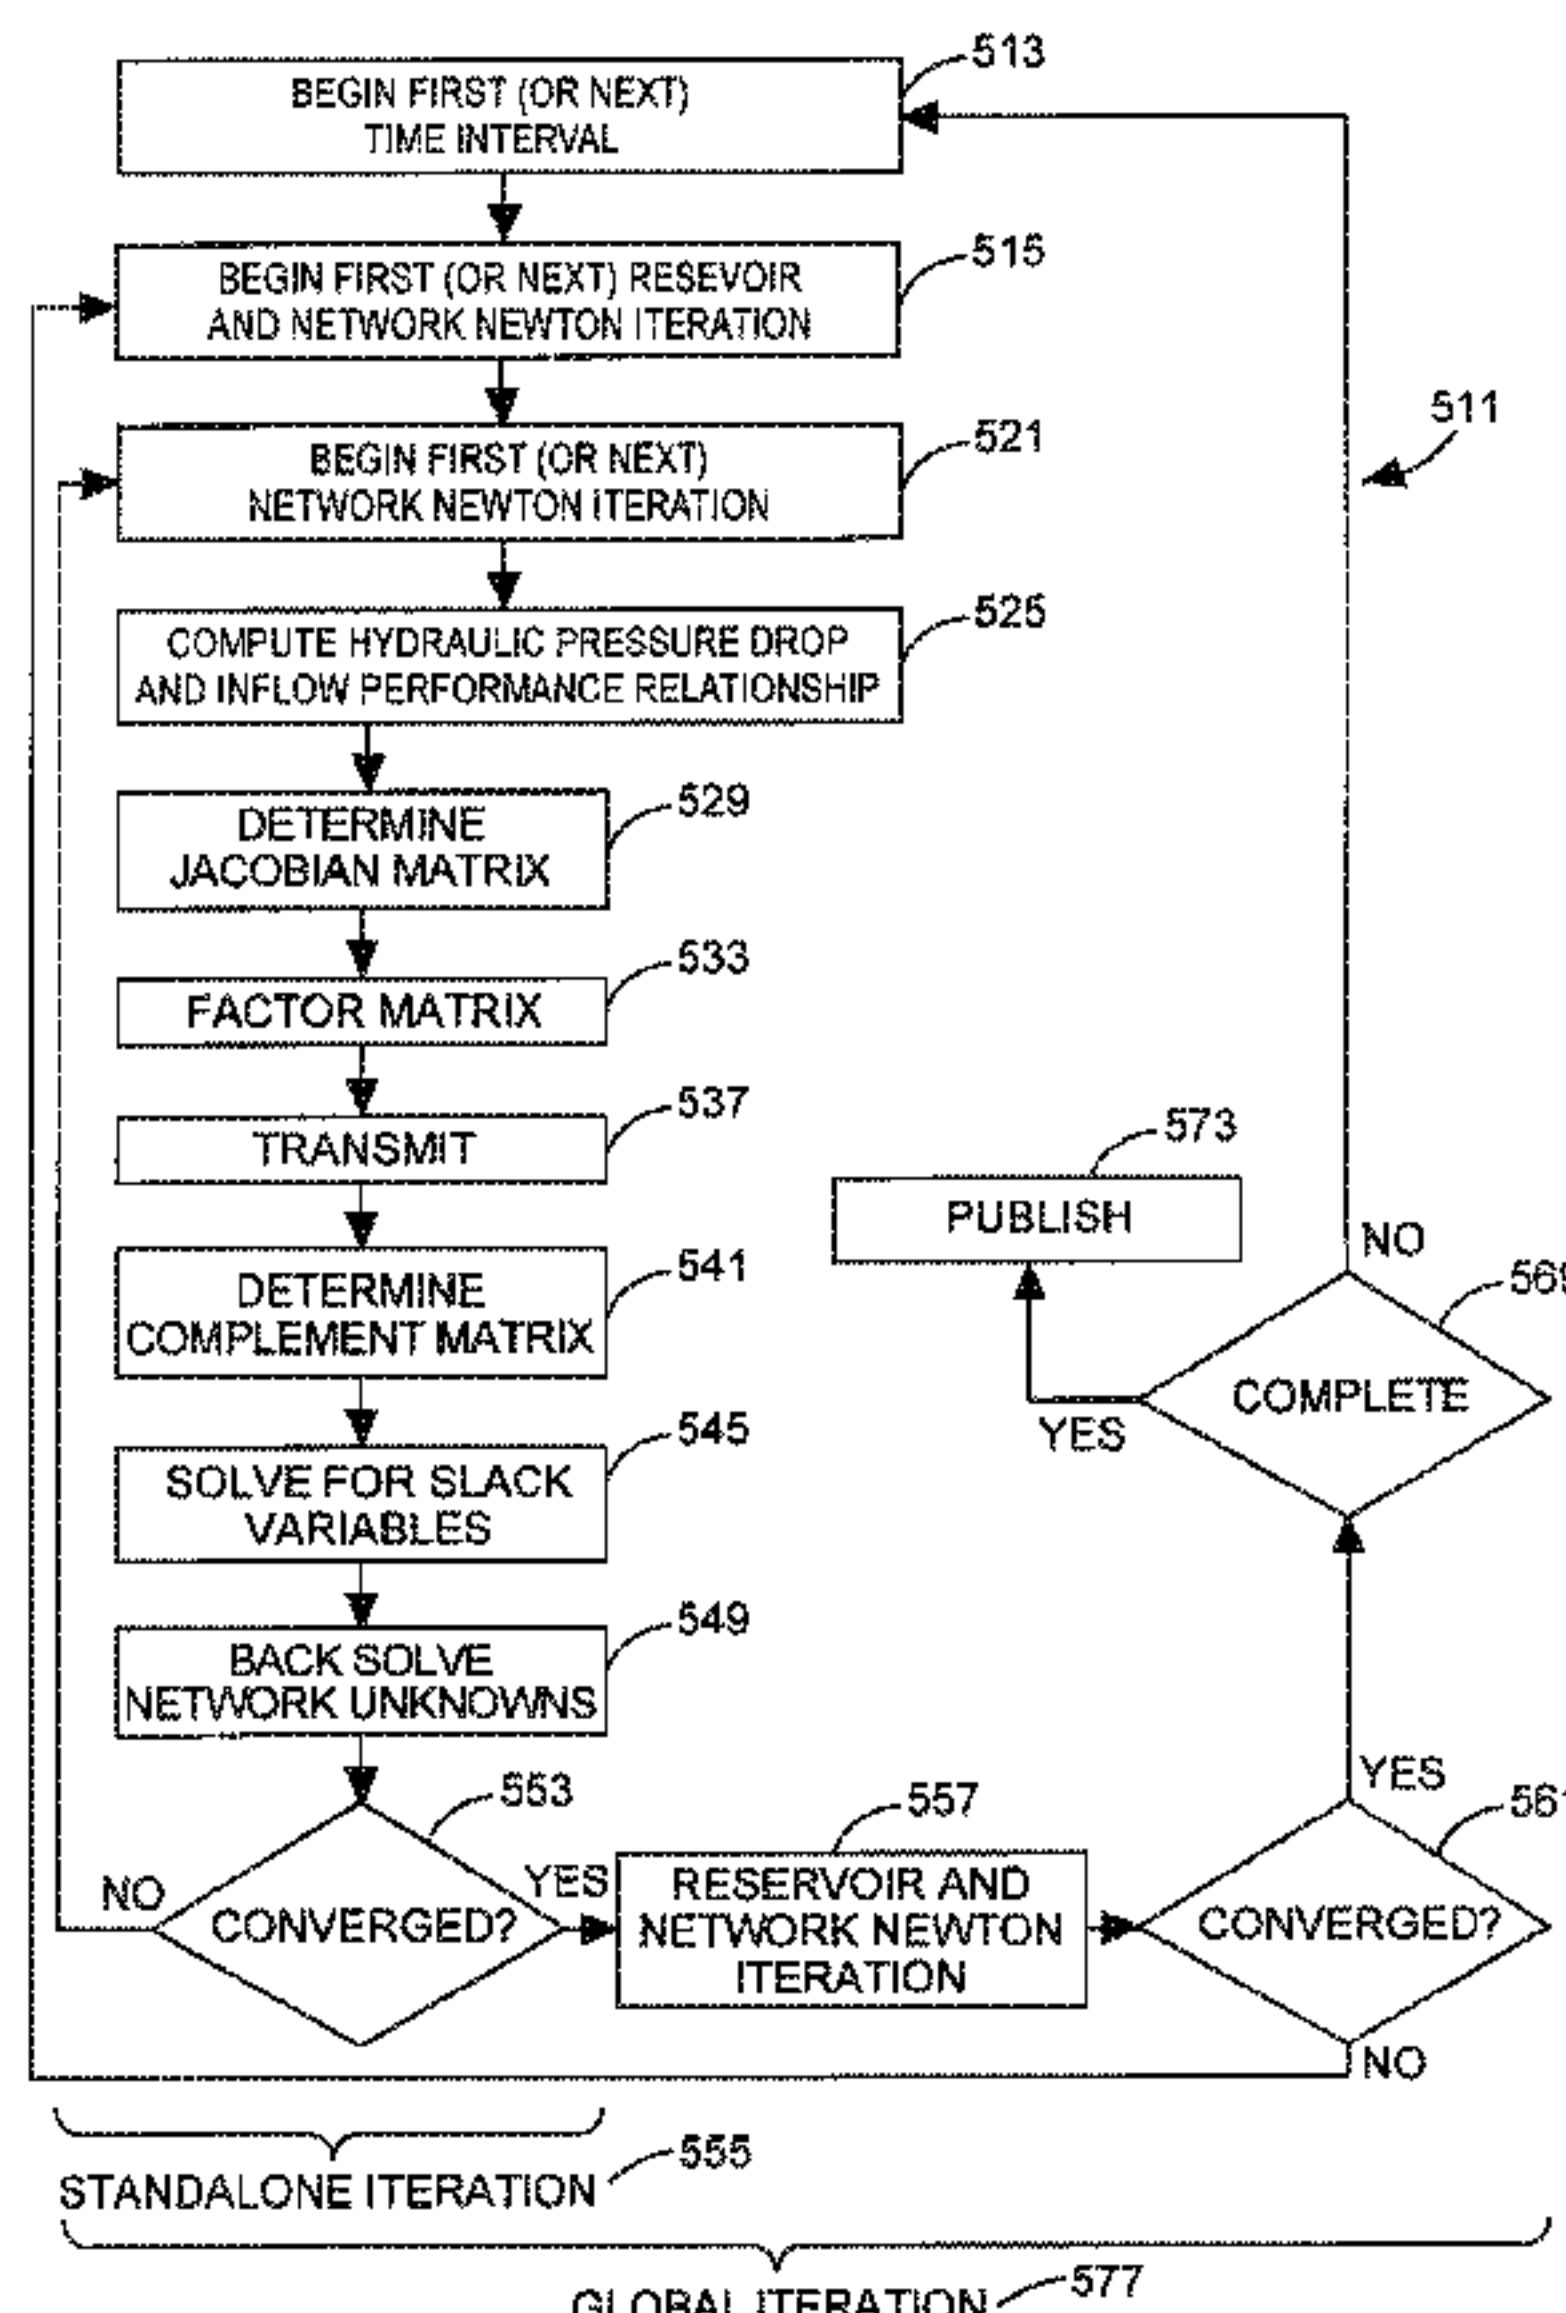 513
BEGIN FIRST (OR NEXT)
TIME INTERVAL
515
BEGIN FIRST (OR NEXT) RESEVOIR
AND NETWORK NEWTON ITERATION
511
521
BEGIN FIRST (OR NEXT)
NETWORK NEWTON ITERATION
525
COMPUTE HYDRAULIC PRESSURE DROP
AND INFLOW PERFORMANCE RELATIONSHIP
529
DETERMINE
JACOBIAN MATRIX
533
FACTOR MATRIX
537
TRANSMIT
573
PUBLISH
NO
541
DETERMINE
COMPLEMENT MATRIX
569
COMPLETE
YES
545
SOLVE FOR SLACK
VARIABLES
549
BACK SOLVE
NETWORK UNKNOWNS
553
NO
CONVERGED?
YES
557
RESERVOIR AND
NETWORK NEWTON
ITERATION
YES
561
CONVERGED?
NO
555
STANDALONE ITERATION
577
GLOBAL ITERATION